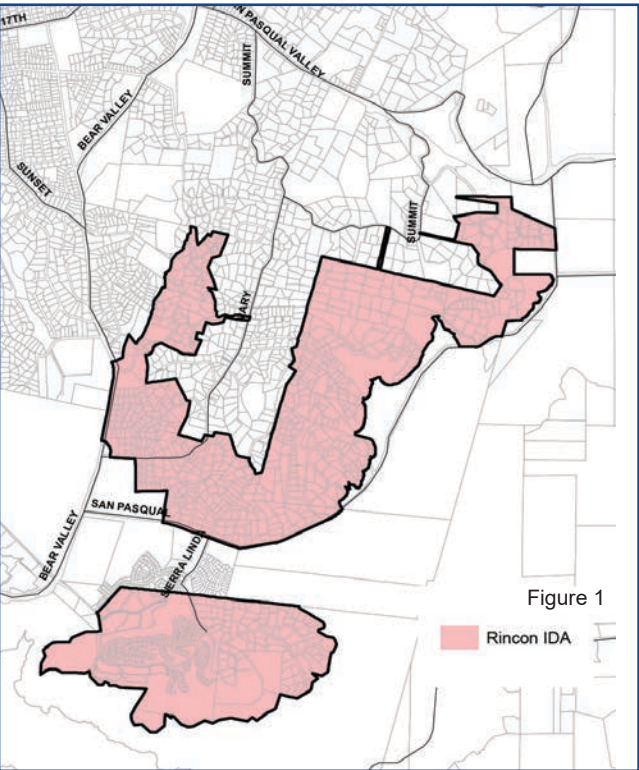 17TH
SAN PASQUAL VALLEY
SUMMIT
BEAR VALLEY
SUNSET
SUMMIT
SAN PASQUAL
BEAR VALLEY
SIERRA LINDA
Figure 1
Rincon IDA